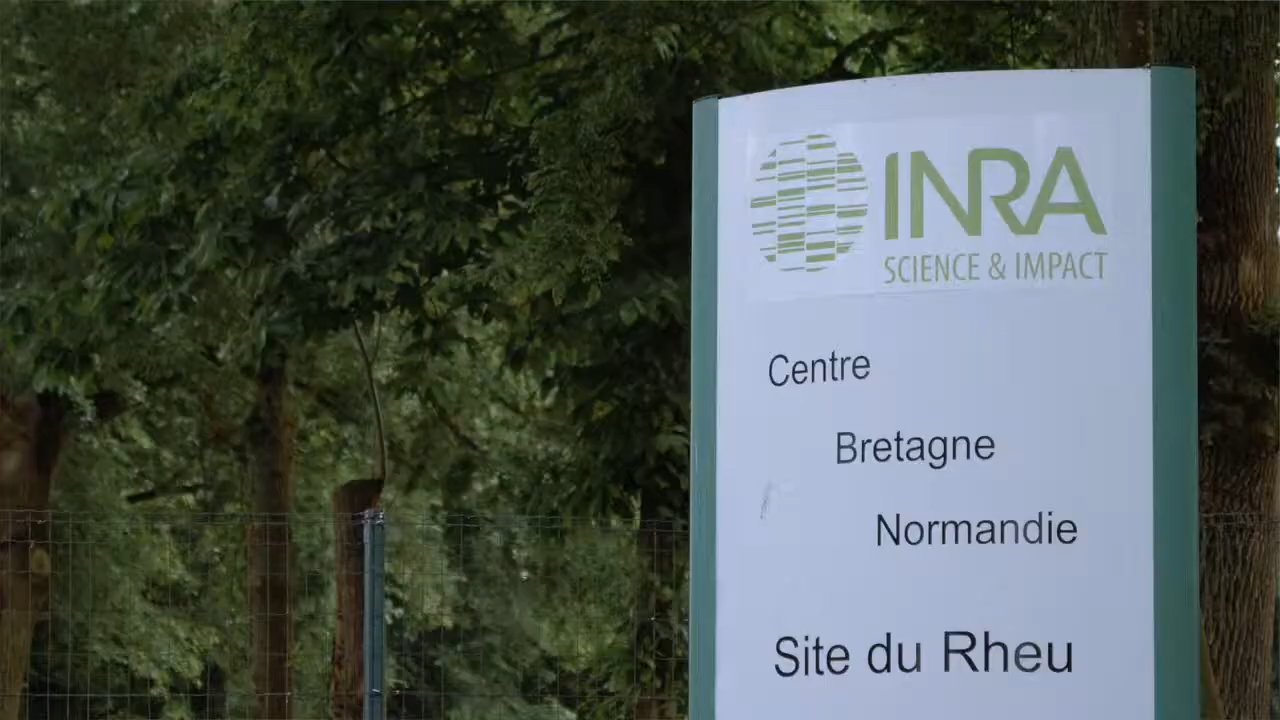 INRA
SCIENCE & IMPACT
Centre
Bretagne
Normandie
Site du Rheu